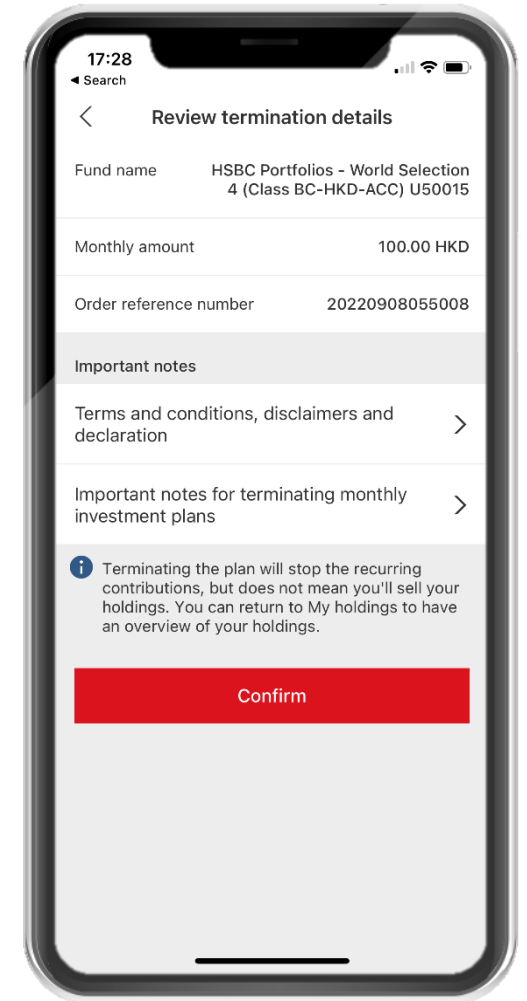 17:28
◀ Search
Review termination details
Fund name
HSBC Portfolios - World Selection
4 (Class BC-HKD-ACC) U50015
Monthly amount
100.00 HKD
Order reference number
20220908055008
Important notes
Terms and conditions, disclaimers and
declaration
Important notes for terminating monthly
investment plans
Terminating the plan will stop the recurring
contributions, but does not mean you'll sell your
holdings. You can return to My holdings to have
an overview of your holdings.
Confirm